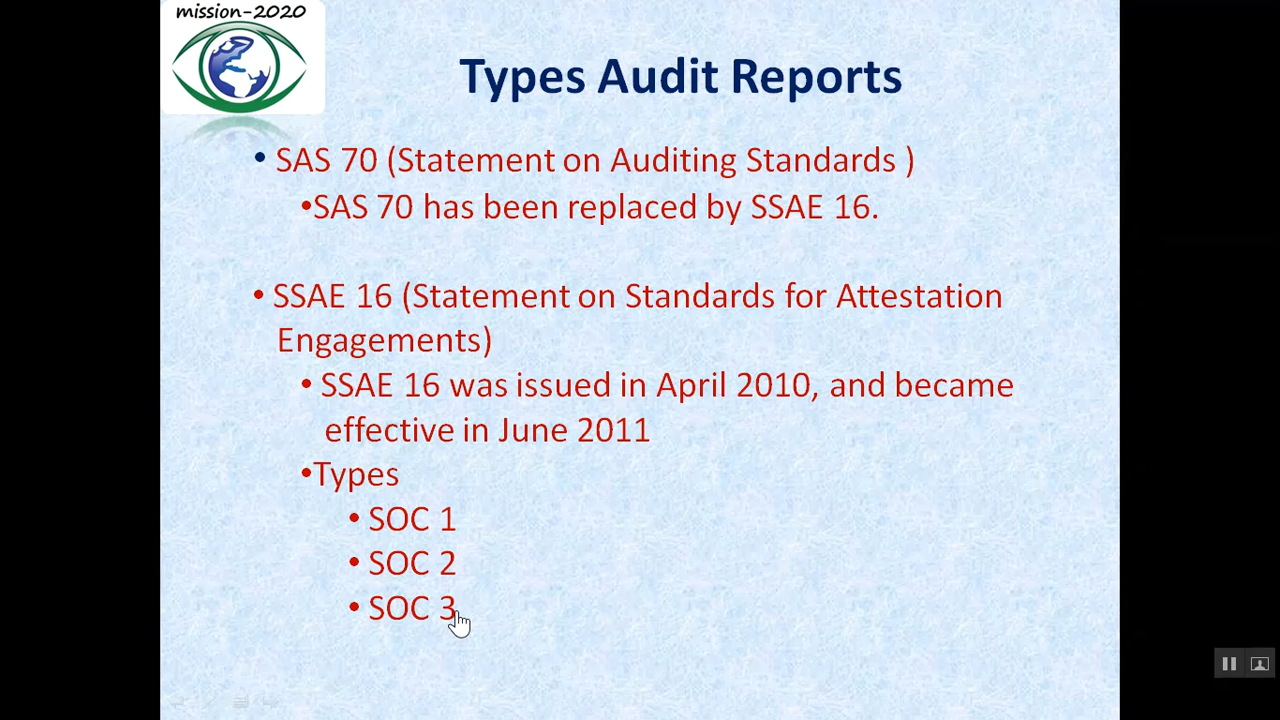 mission-2020
Types Audit Reports
• SAS 70 (Statement on Auditing Standards )
•SAS 70 has been replaced by SSAE 16.
• SSAE 16 (Statement on Standards for Attestation
Engagements)
• SSAE 16 was issued in April 2010, and became
effective in June 2011
•Types
• SOC 1
• SOC 2
• SOC 3